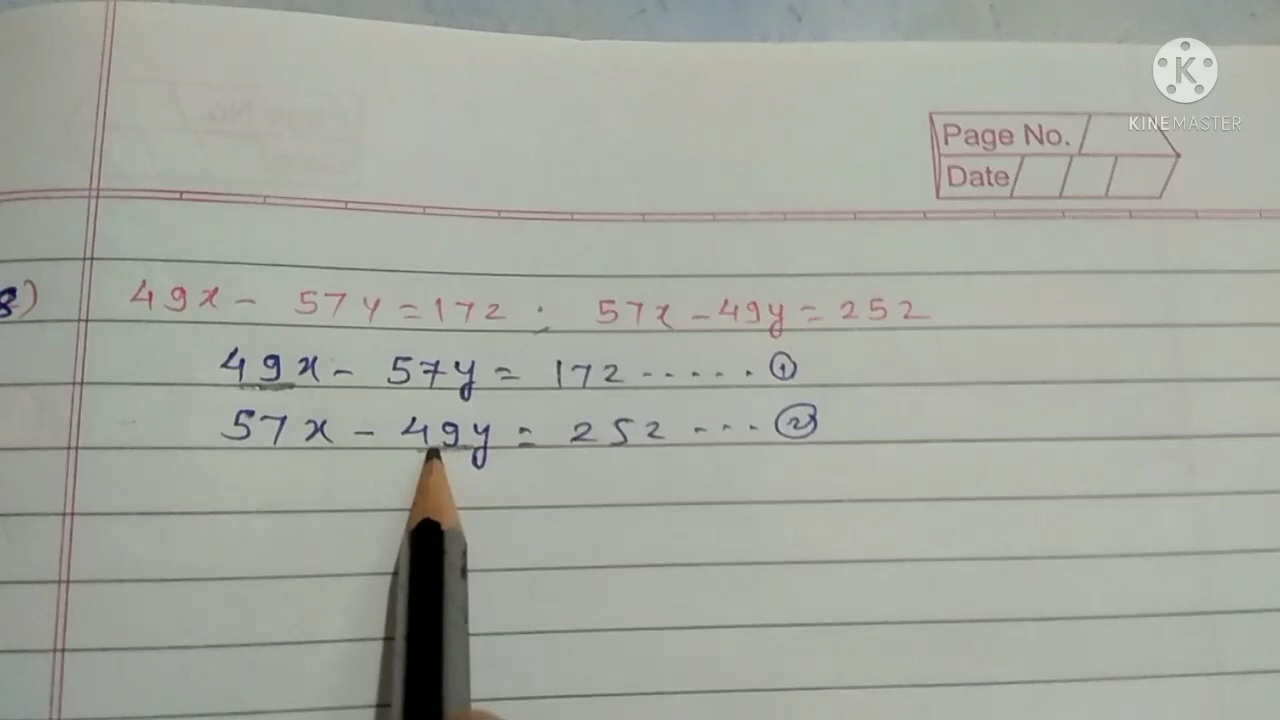 K
KINEMASTER
Page No.
Date
8) 49x - 57y = 172 ; 57x - 49y = 252
49x - 57y = 172 ..... ①
57x - 49y = 252 ... ②